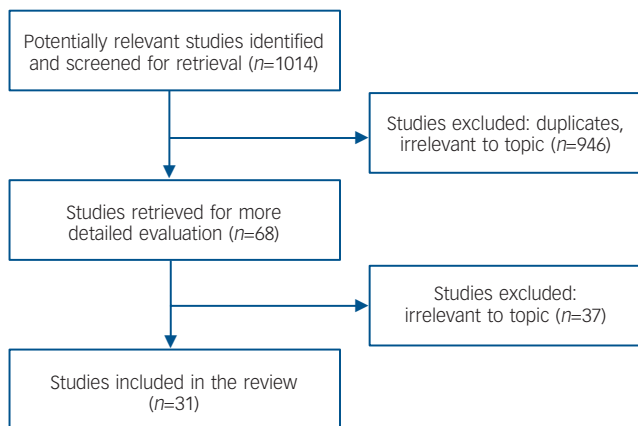 Potentially relevant studies identified
and screened for retrieval (n=1014)
Studies excluded: duplicates,
irrelevant to topic (n=946)
Studies retrieved for more
detailed evaluation (n=68)
Studies excluded:
irrelevant to topic (n=37)
Studies included in the review
(n=31)